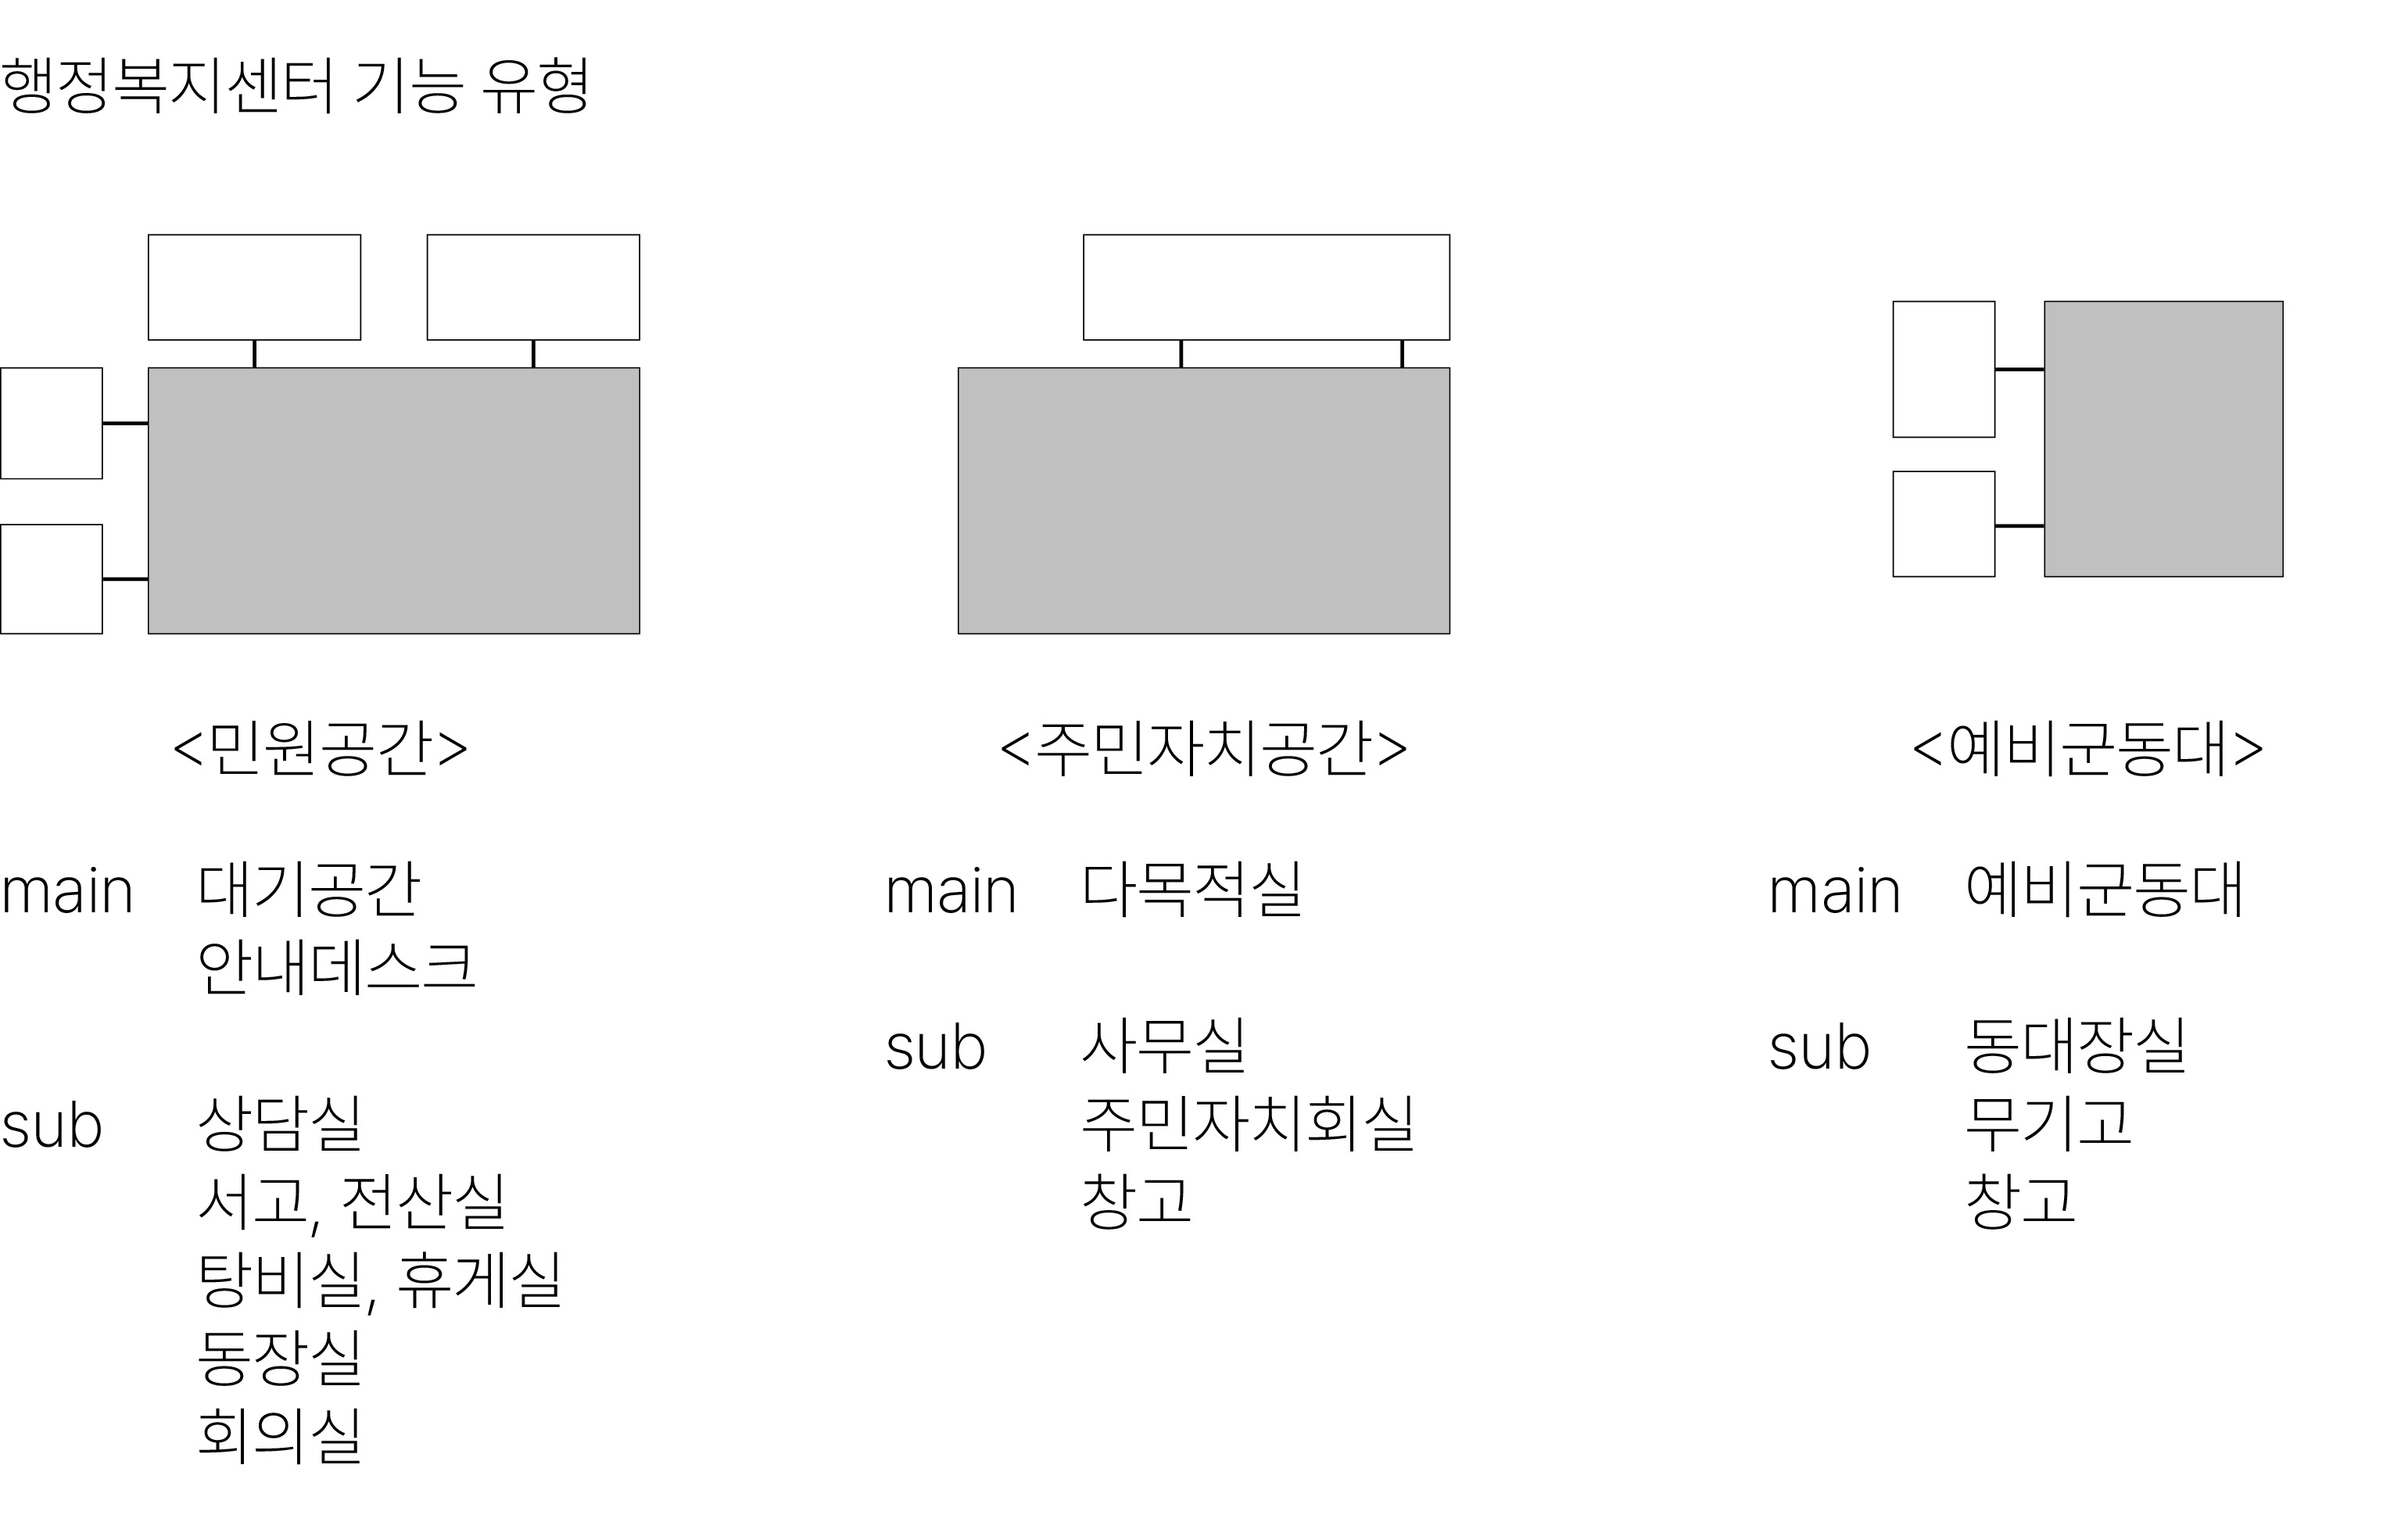 행정복지센터 기능 유형
<민원공간>
main 대기공간
안내데스크
sub 상담실
서고, 전산실
탕비실, 휴게실
동장실
회의실
<주민자치공간>
main 다목적실
sub 사무실
주민자치회실
창고
<예비군동대>
main 예비군동대
sub 동대장실
무기고
창고